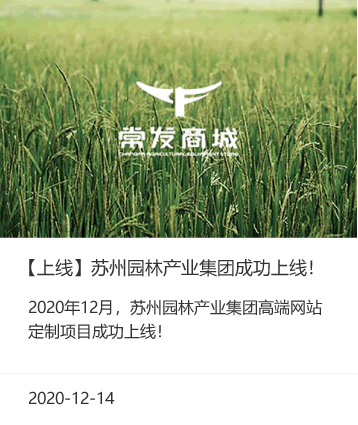 常发商城
CHANGFA AGRICULTURAL EQUIPMENT STORE
【上线】苏州园林产业集团成功上线！
2020年12月，苏州园林产业集团高端网站
定制项目成功上线！
2020-12-14